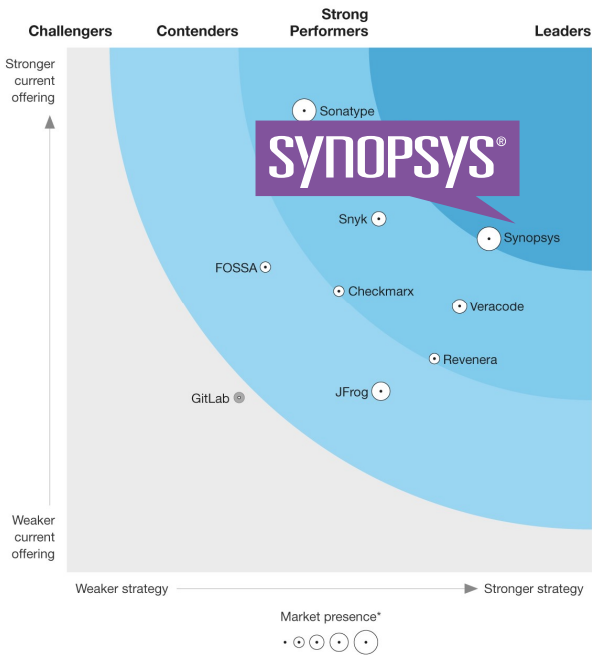 Challengers
Contenders
Strong
Performers
Leaders
Stronger
current
offering
Sonatype
SYNOPSYS®
Snyk
Synopsys
FOSSA
Checkmarx
Veracode
Revenera
JFrog
GitLab
Weaker
current
offering
Weaker strategy
Stronger strategy
Market presence*